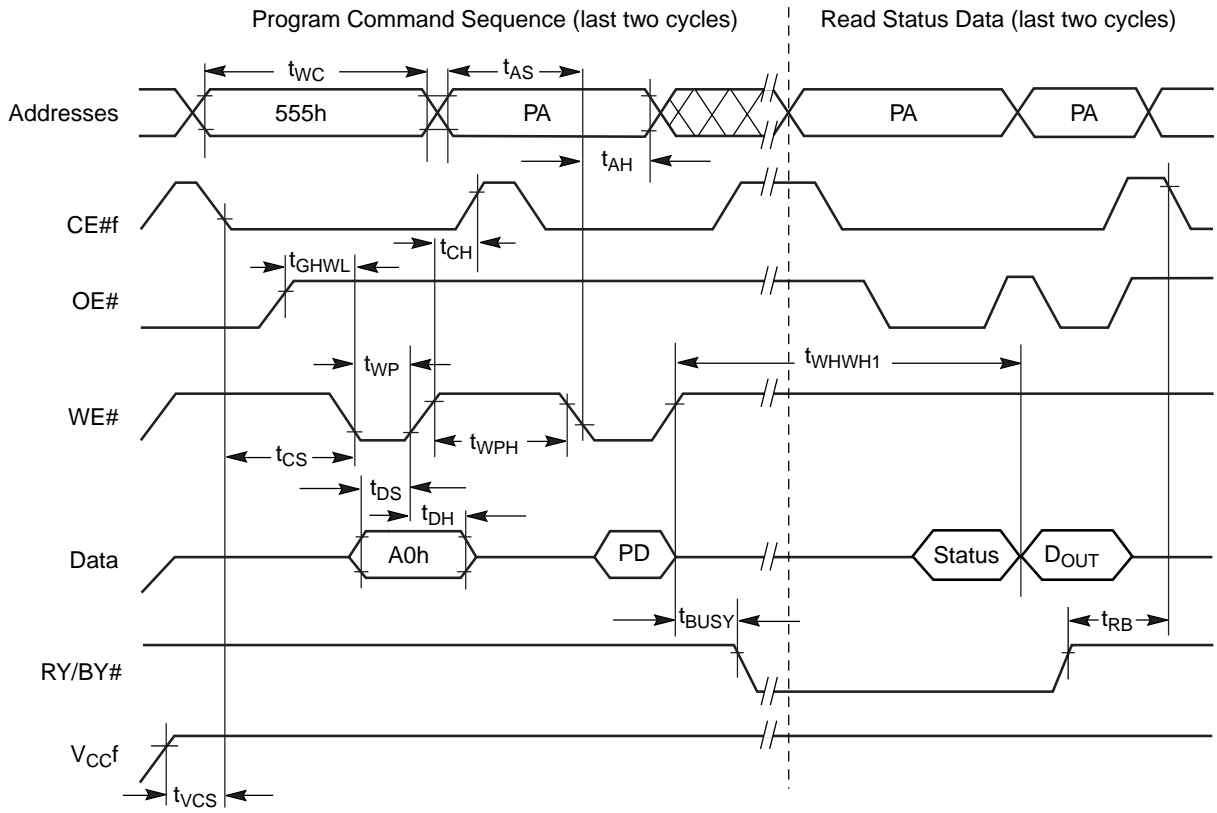 Program Command Sequence (last two cycles) Read Status Data (last two cycles)
tWC tAS
Addresses 555h PA PA PA
tAH
CE#f
tCH
tGHWL
OE#
tWP tWHWH1
WE#
tWPH
tCS
tDS
tDH
Data A0h PD Status DOUT
tBUSY tRB
RY/BY#
VCCf
tVCS